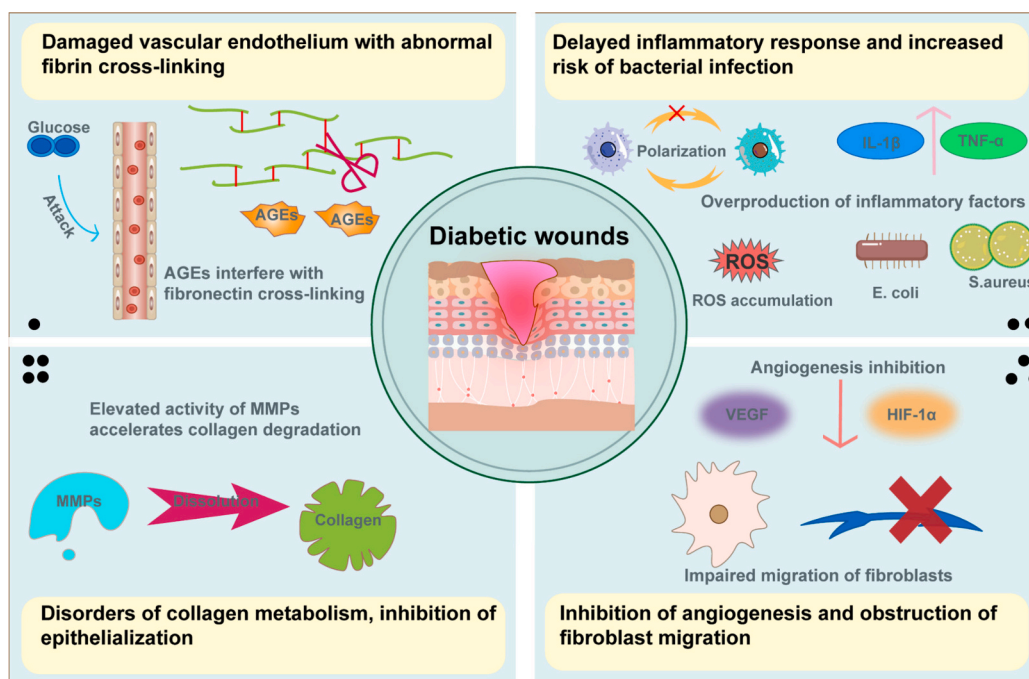 Damaged vascular endothelium with abnormal
fibrin cross-linking
Glucose
Attack
AGEs
AGEs
AGEs interfere with
fibronectin cross-linking
Delayed inflammatory response and increased
risk of bacterial infection
Polarization
IL-1β
TNF-α
Overproduction of inflammatory factors
ROS
ROS accumulation
E. coli
S.aureus
Diabetic wounds
Elevated activity of MMPs
accelerates collagen degradation
MMPs
Dissolution
Collagen
Disorders of collagen metabolism, inhibition of
epithelialization
Angiogenesis inhibition
VEGF
HIF-1α
Impaired migration of fibroblasts
Inhibition of angiogenesis and obstruction of
fibroblast migration